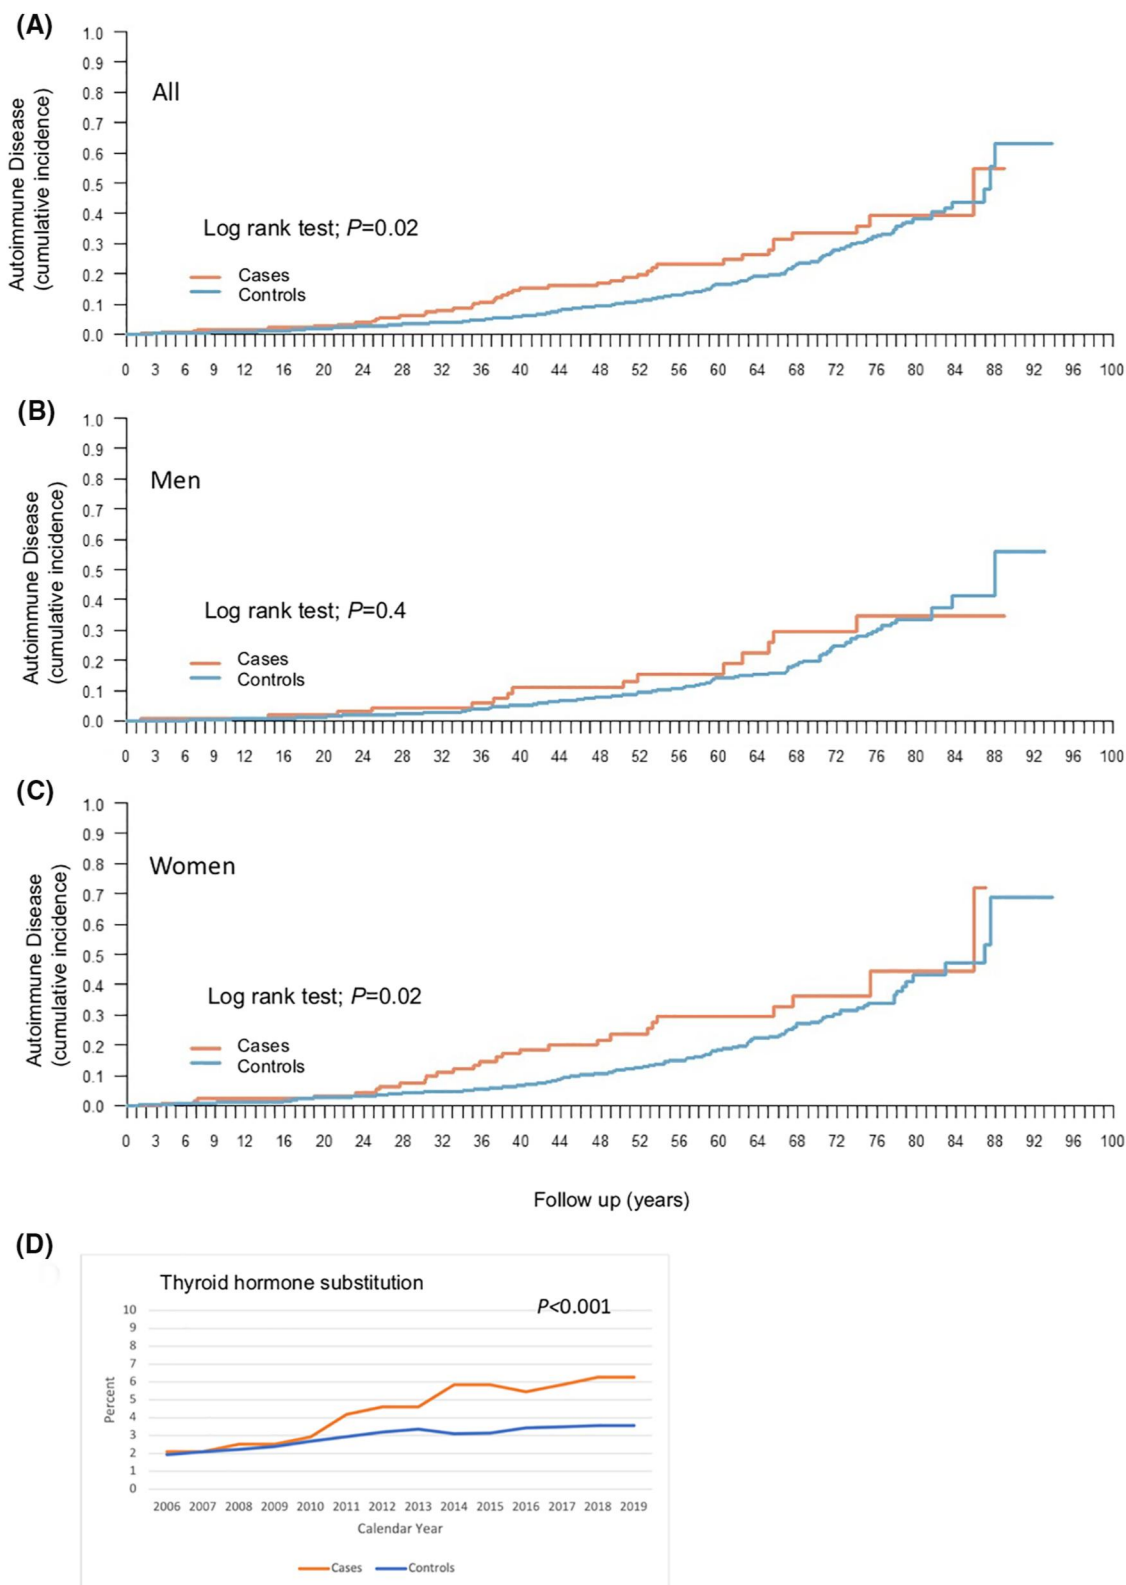 (A)
1.0
0.9
0.8
0.7
0.6
0.5
0.4
0.3
0.2
0.1
0.0
Autoimmune Disease
(cumulative incidence)
All
Log rank test; P=0.02
Cases
Controls
0 3 6 9 12 16 20 24 28 32 36 40 44 48 52 56 60 64 68 72 76 80 84 88 92 96 100
(B)
1.0
0.9
0.8
0.7
0.6
0.5
0.4
0.3
0.2
0.1
0.0
Autoimmune Disease
(cumulative incidence)
Men
Log rank test; P=0.4
Cases
Controls
0 3 6 9 12 16 20 24 28 32 36 40 44 48 52 56 60 64 68 72 76 80 84 88 92 96 100
(C)
1.0
0.9
0.8
0.7
0.6
0.5
0.4
0.3
0.2
0.1
0.0
Autoimmune Disease
(cumulative incidence)
Women
Log rank test; P=0.02
Cases
Controls
0 3 6 9 12 16 20 24 28 32 36 40 44 48 52 56 60 64 68 72 76 80 84 88 92 96 100
Follow up (years)
(D)
Thyroid hormone substitution
P<0.001
10
9
8
7
6
5
4
3
2
1
0
Percent
2006 2007 2008 2009 2010 2011 2012 2013 2014 2015 2016 2017 2018 2019
Calendar Year
Cases Controls